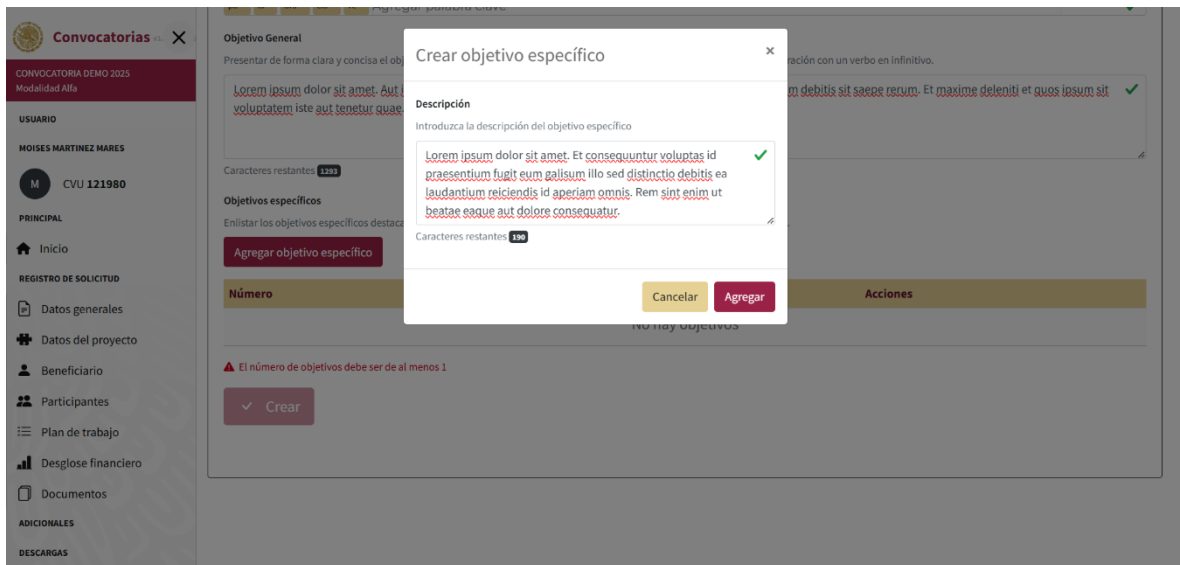 Agregar palabra clave
Convocatorias
CONVOCATORIA DEMO 2025
Modalidad Alfa
USUARIO
MOISES MARTINEZ MARES
M
CVU 121980
PRINCIPAL
Inicio
REGISTRO DE SOLICITUD
Datos generales
Datos del proyecto
Beneficiario
Participantes
Plan de trabajo
Desglose financiero
Documentos
ADICIONALES
DESCARGAS
Objetivo General
Presentar de forma clara y concisa el obj
ración con un verbo en infinitivo.
Lorem ipsum dolor sit amet. Aut i
m debitis sit saepe rerum. Et maxime deleniti et quos ipsum sit
voluptatem iste aut tenetur quae.
Caracteres restantes 1293
Objetivos específicos
Enlistar los objetivos específicos destaca
Agregar objetivo específico
Número
Acciones
No hay objetivos
El número de objetivos debe ser de al menos 1
Crear
Crear objetivo específico
×
Descripción
Introduzca la descripción del objetivo específico
Lorem ipsum dolor sit amet. Et consequuntur voluptas id
praesentium fugit eum galisum illo sed distinctio debitis ea
laudantium reiciendis id aperiam omnis. Rem sint enim ut
beatae eaque aut dolore consequatur.
Caracteres restantes 190
Cancelar
Agregar